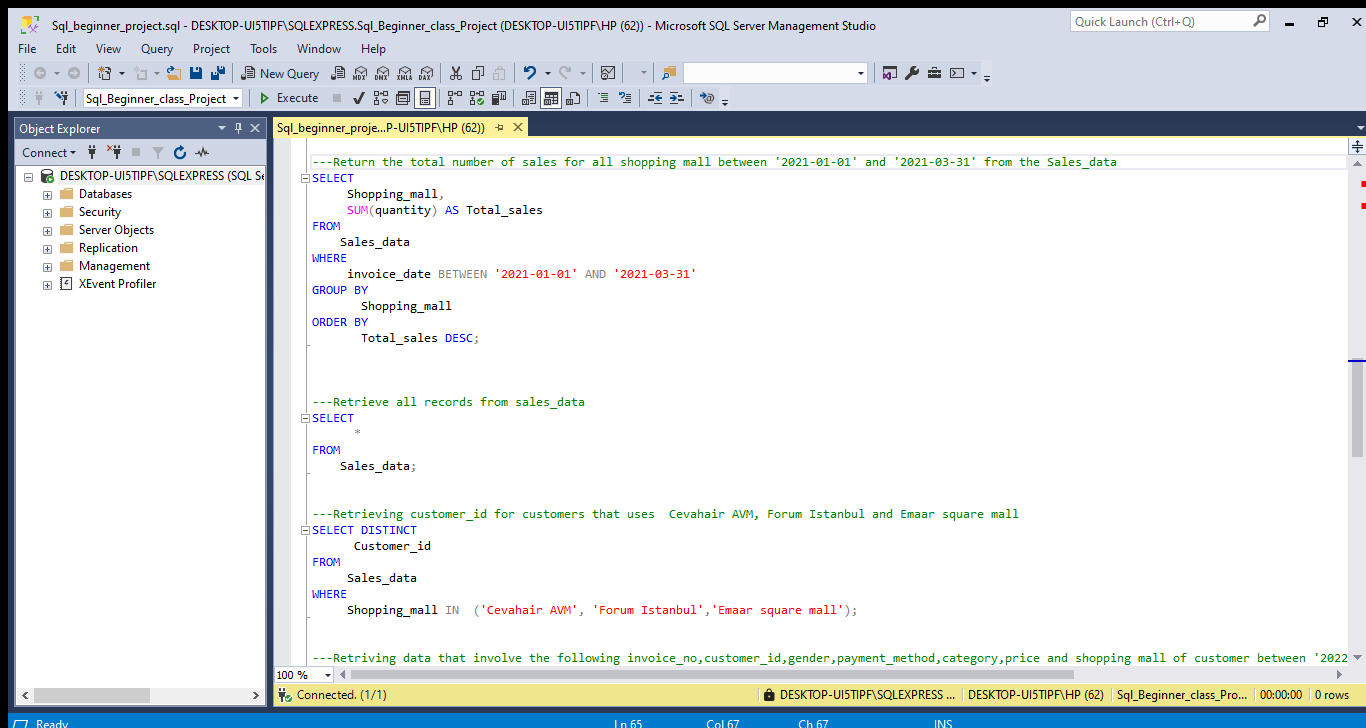 Sql_beginner_project.sql - DESKTOP-UI5TIPF\SQLEXPRESS.Sql_Beginner_class_Project (DESKTOP-UI5TIPF\HP (62)) - Microsoft SQL Server Management Studio
Quick Launch (Ctrl+Q)
File Edit View Query Project Tools Window Help
New Query MDX DMX XMLA DAX
Sql_Beginner_class_Project Execute
Object Explorer
Sql_beginner_proje...P-UI5TIPF\HP (62))
Connect
DESKTOP-UI5TIPF\SQLEXPRESS (SQL Se
Databases
Security
Server Objects
Replication
Management
XEvent Profiler
---Return the total number of sales for all shopping mall between '2021-01-01' and '2021-03-31' from the Sales_data
SELECT
Shopping_mall,
SUM(quantity) AS Total_sales
FROM
Sales_data
WHERE
invoice_date BETWEEN '2021-01-01' AND '2021-03-31'
GROUP BY
Shopping_mall
ORDER BY
Total_sales DESC;
---Retrieve all records from sales_data
SELECT
*
FROM
Sales_data;
---Retrieving customer_id for customers that uses  Cevahair AVM, Forum Istanbul and Emaar square mall
SELECT DISTINCT
Customer_id
FROM
Sales_data
WHERE
Shopping_mall IN  ('Cevahair AVM', 'Forum Istanbul','Emaar square mall');
---Retriving data that involve the following invoice_no,customer_id,gender,payment_method,category,price and shopping mall of customer between '2022
100 %
Connected. (1/1)
DESKTOP-UI5TIPF\SQLEXPRESS ... DESKTOP-UI5TIPF\HP (62) Sql_Beginner_class_Pro... 00:00:00 0 rows
Ready Ln 65 Col 67 Ch 67 INS